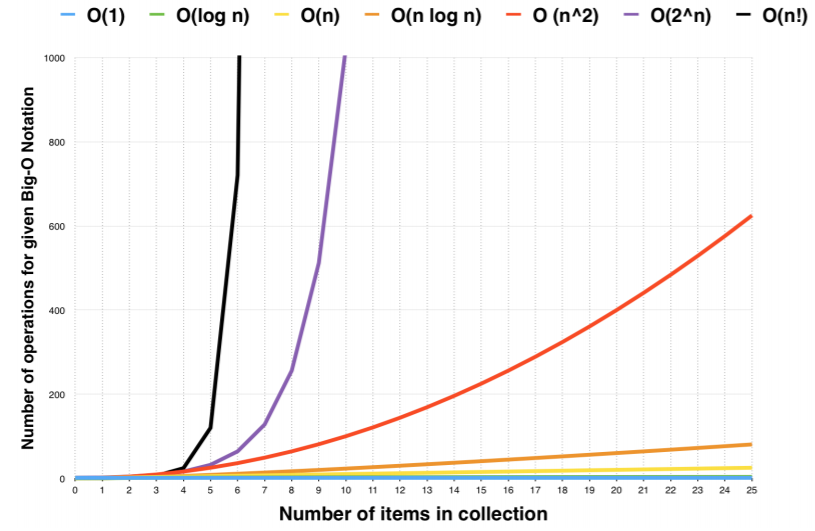 O(1) O(log n) O(n) O(n log n) O (n^2) O(2^n) O(n!)
Number of operations for given Big-O Notation
1000
800
600
400
200
0
0 1 2 3 4 5 6 7 8 9 10 11 12 13 14 15 16 17 18 19 20 21 22 23 24 25
Number of items in collection